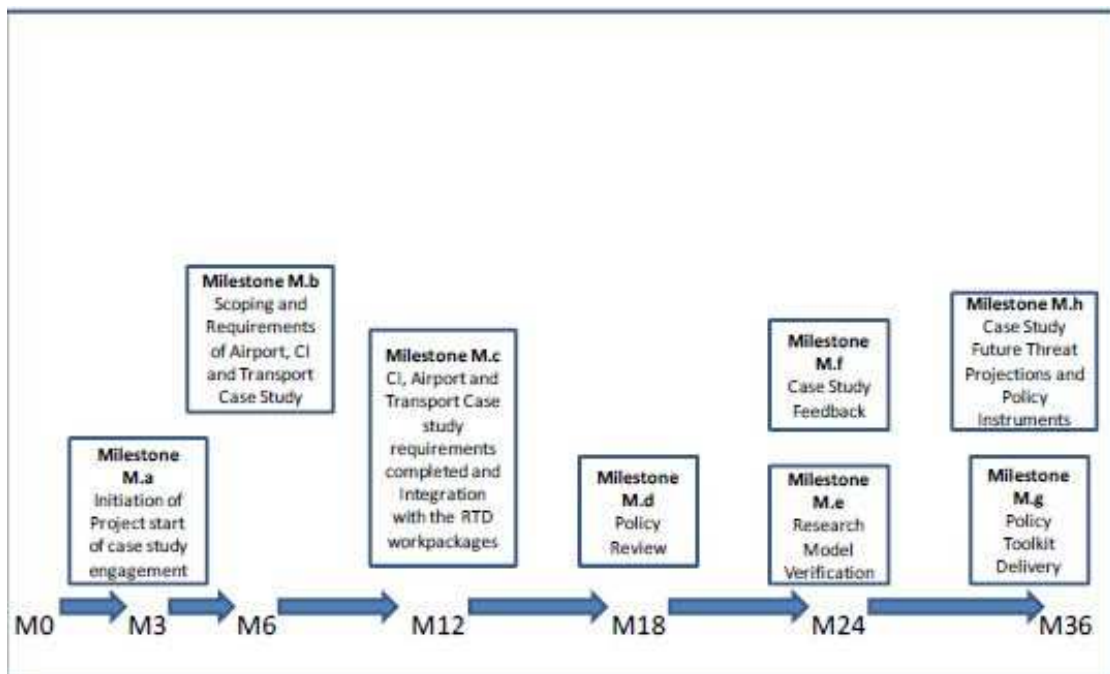 Milestone M.b
Scoping and
Requirements
of Airport, CI
and Transport
Case Study
Milestone
M.a
Initiation of
Project start
of case study
engagement
Milestone M.c
CI, Airport and
Transport Case
study
requirements
completed and
Integration
with the RTD
workpackages
Milestone
M.d
Policy
Review
Milestone
M.f
Case Study
Feedback
Milestone
M.e
Research
Model
Verification
Milestone M.h
Case Study
Future Threat
Projections and
Policy
Instruments
Milestone
M.g
Policy
Toolkit
Delivery
M0 M3 M6 M12 M18 M24 M36